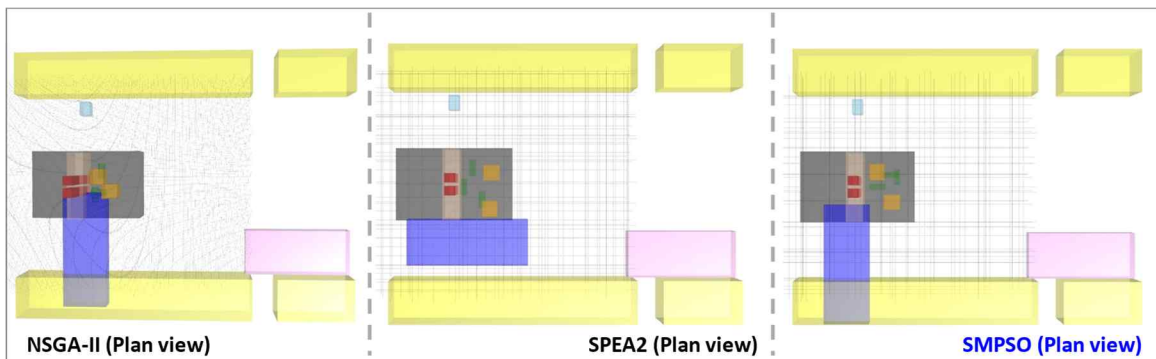 NSGA-II (Plan view)
SPEA2 (Plan view)
SMPSO (Plan view)